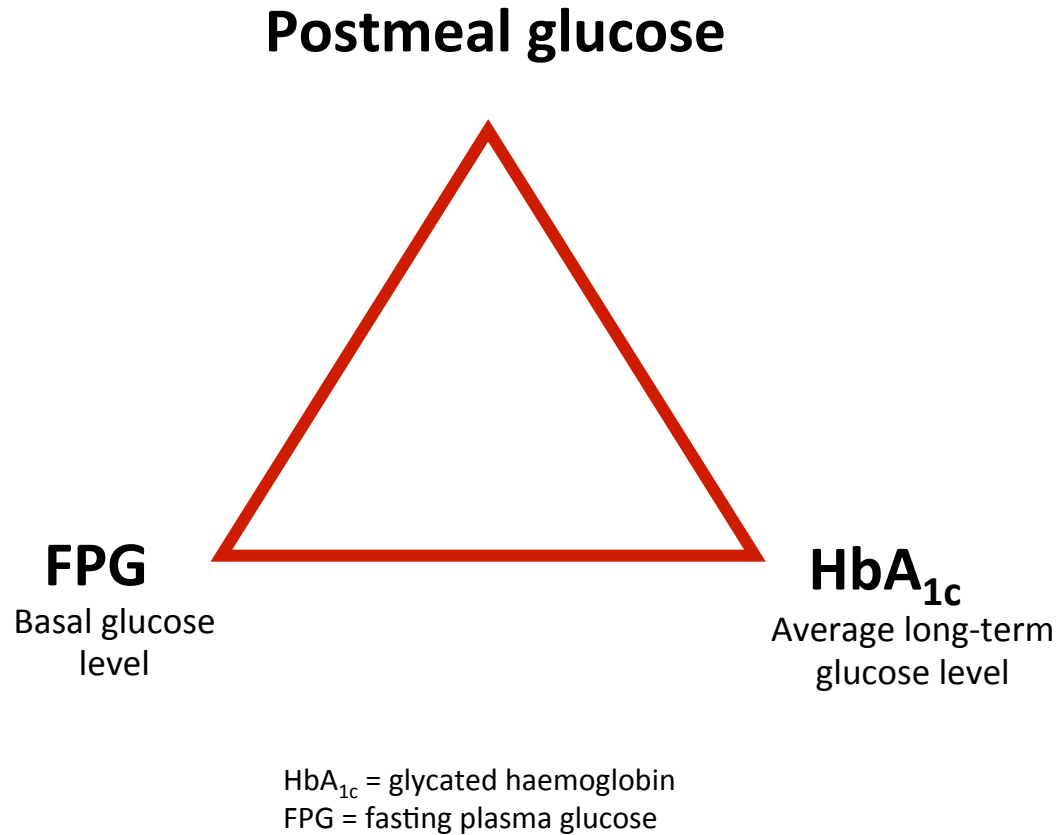 Postmeal glucose
FPG
Basal glucose
level
HbA1c
Average long-term
glucose level
HbA1c = glycated haemoglobin
FPG = fasting plasma glucose